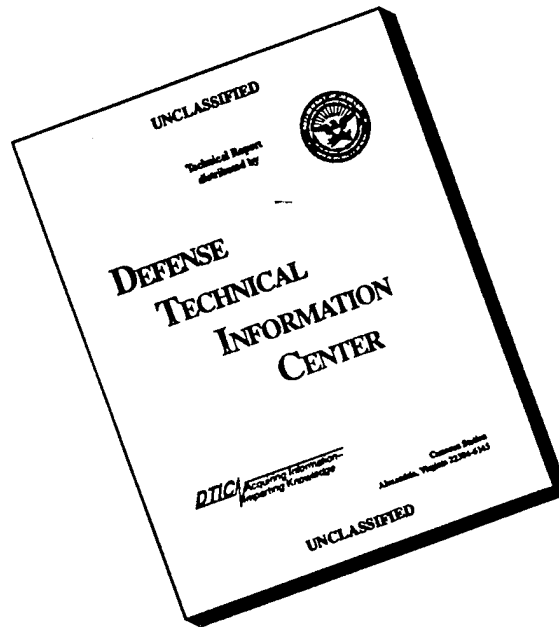 UNCLASSIFIED
Technical Report
distributed by
DEFENSE
TECHNICAL
INFORMATION
CENTER
DTIC
Acquiring Information—
Imparting Knowledge
Cameron Station
Alexandria, Virginia 22304-6145
UNCLASSIFIED